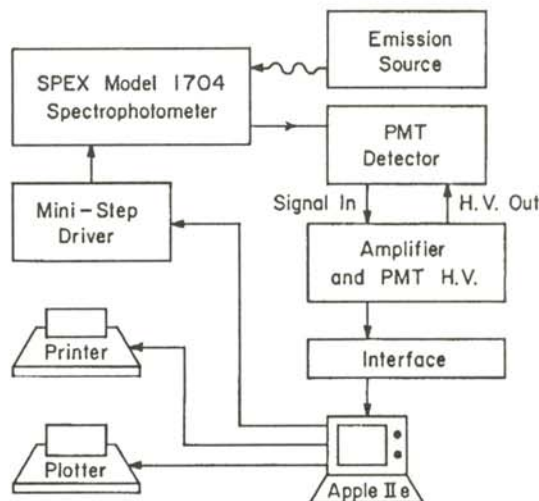 Emission
Source
SPEX Model 1704
Spectrophotometer
PMT
Detector
Signal In
H.V. Out
Mini-Step
Driver
Amplifier
and PMT H.V.
Printer
Interface
Plotter
Apple IIe